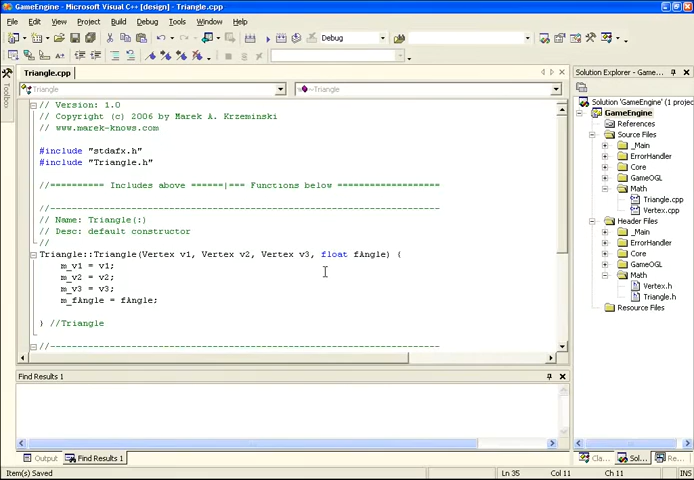 GameEngine - Microsoft Visual C++ [design] - Triangle.cpp
File Edit View Project Build Debug Tools Window Help
Debug
Triangle.cpp
Triangle
~Triangle
// Version: 1.0
// Copyright (c) 2006 by Marek A. Krzeminski
// www.marek-knows.com
#include "stdafx.h"
#include "Triangle.h"
//========== Includes above ======|=== Functions below ===================
//------------------------------------------------------------------------
// Name: Triangle(:)
// Desc: default constructor
//
Triangle::Triangle(Vertex v1, Vertex v2, Vertex v3, float fAngle) {
m_v1 = v1;
m_v2 = v2;
m_v3 = v3;
m_fAngle = fAngle;
} //Triangle
//------------------------------------------------------------------------
Toolbox
Solution Explorer - Game...
Solution 'GameEngine' (1 projec
GameEngine
References
Source Files
_Main
ErrorHandler
Core
GameOGL
Math
Triangle.cpp
Vertex.cpp
Header Files
_Main
ErrorHandler
Core
GameOGL
Math
Vertex.h
Triangle.h
Resource Files
Find Results 1
Output
Find Results 1
Cla...
Sol...
Re...
Item(s) Saved
Ln 35
Col 11
Ch 11
INS